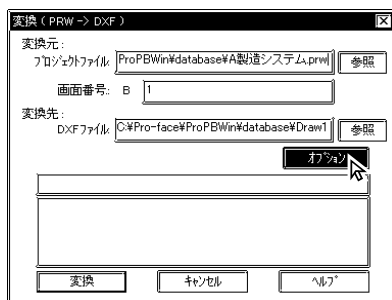 変換 ( PRW -> DXF )
変換元 :
ﾌﾟﾛｼﾞｪｸﾄﾌｧｲﾙ: ProPBWin¥database¥A製造システム.prw 参照
画面番号: B 1
変換先 :
DXFﾌｧｲﾙ: C:¥Pro-face¥ProPBWin¥database¥Draw1 参照
ｵﾌﾟｼｮﾝ
変換 ｷｬﾝｾﾙ ﾍﾙﾌﾟ